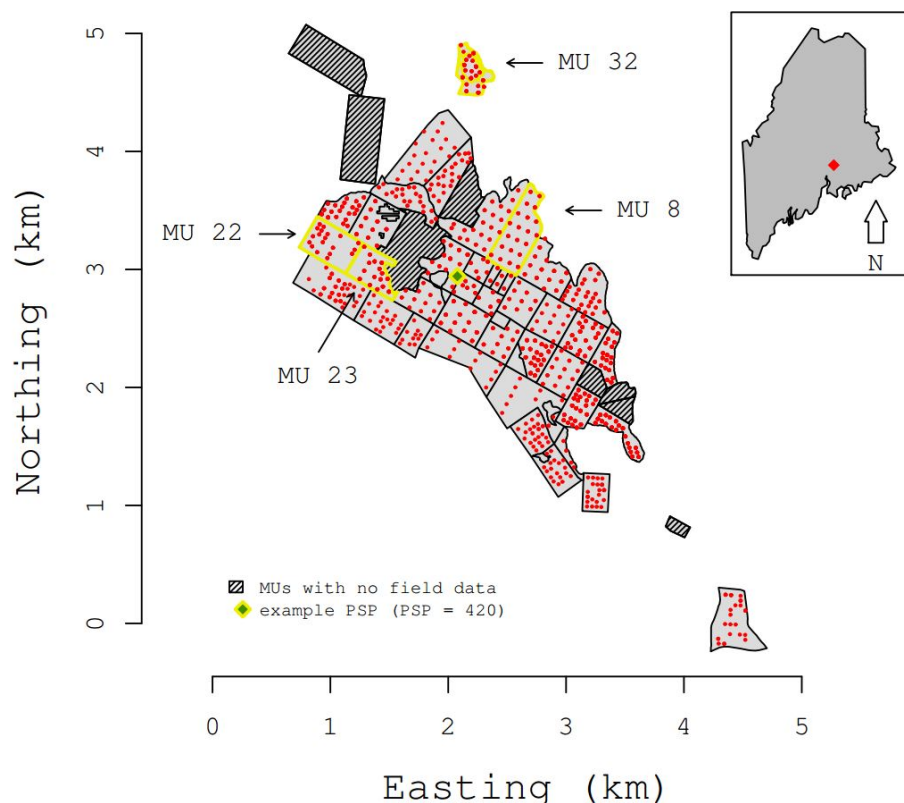 5
MU 32
4
MU 8
MU 22
N
3
MU 23
2
1
MUs with no field data
example PSP (PSP = 420)
0
Northing (km)
0 1 2 3 4 5
Easting (km)